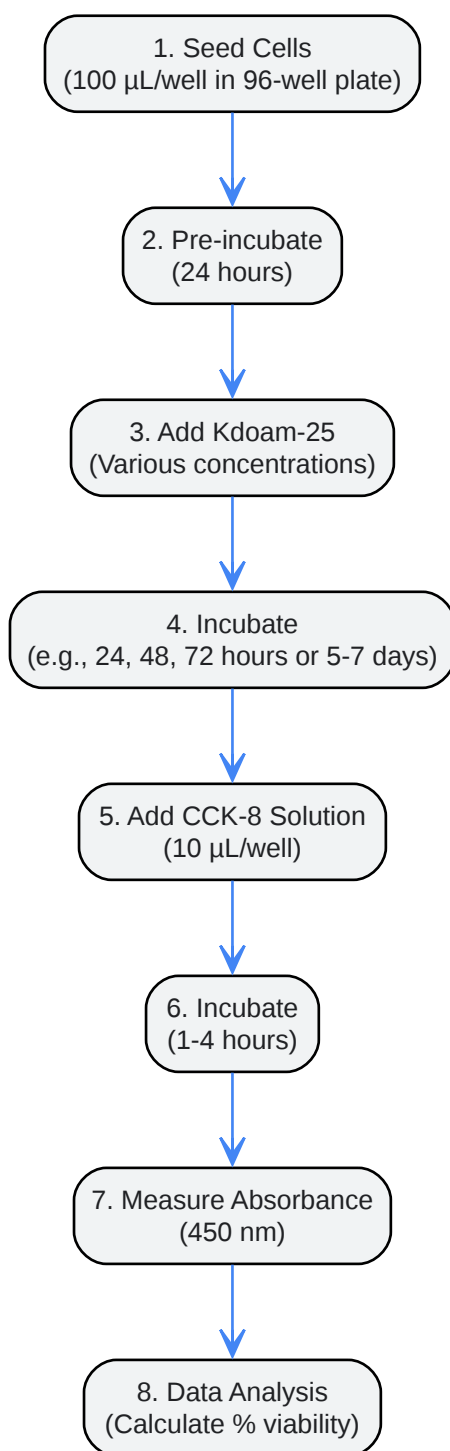 1. Seed Cells
(100 µL/well in 96-well plate)
2. Pre-incubate
(24 hours)
3. Add Kdoam-25
(Various concentrations)
4. Incubate
(e.g., 24, 48, 72 hours or 5-7 days)
5. Add CCK-8 Solution
(10 µL/well)
6. Incubate
(1-4 hours)
7. Measure Absorbance
(450 nm)
8. Data Analysis
(Calculate % viability)